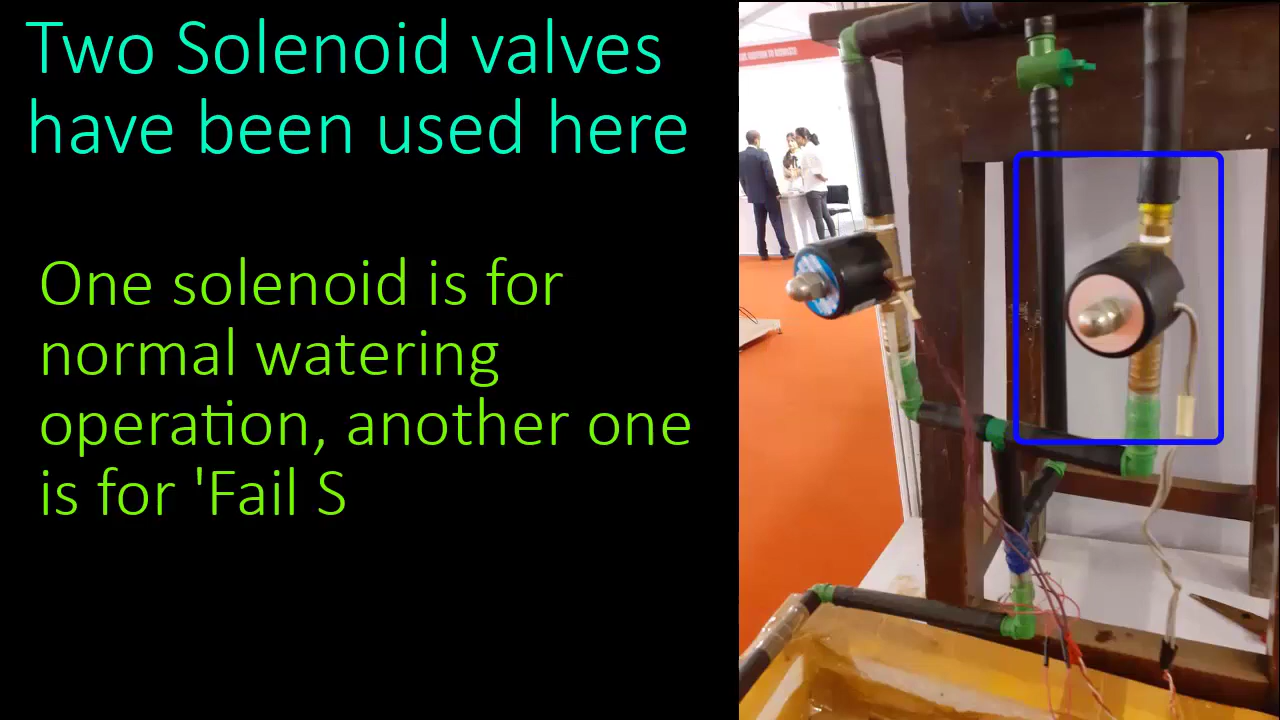 Two Solenoid valves
have been used here
One solenoid is for
normal watering
operation, another one
is for 'Fail S